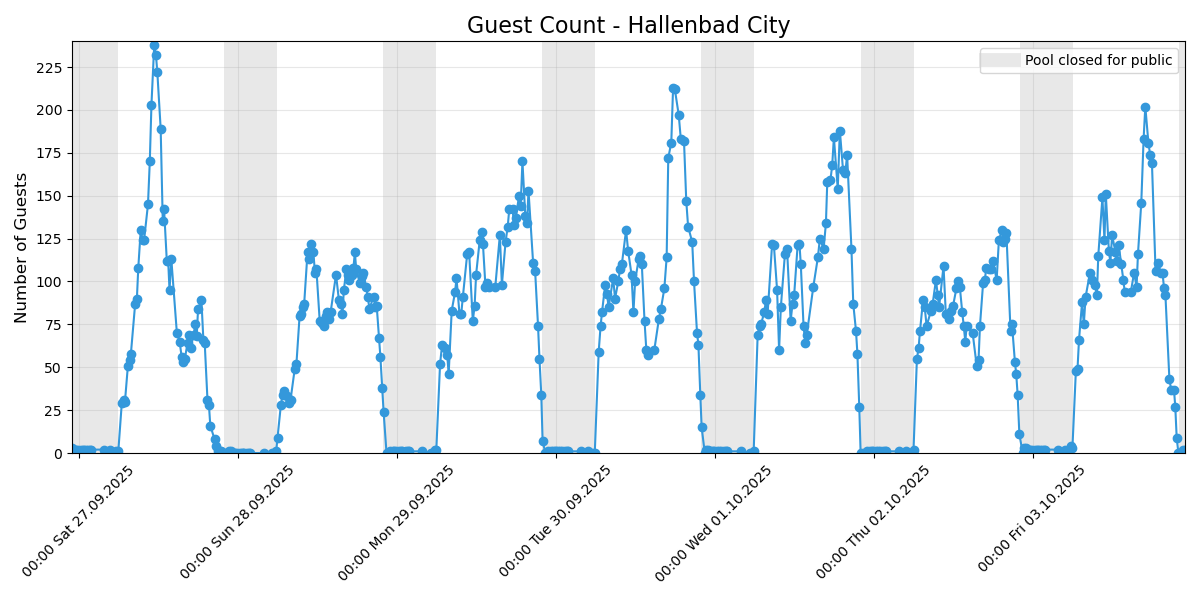 Guest Count - Hallenbad City
Pool closed for public
Number of Guests
225
200
175
150
125
100
75
50
25
0
00:00 Sat 27.09.2025
00:00 Sun 28.09.2025
00:00 Mon 29.09.2025
00:00 Tue 30.09.2025
00:00 Wed 01.10.2025
00:00 Thu 02.10.2025
00:00 Fri 03.10.2025